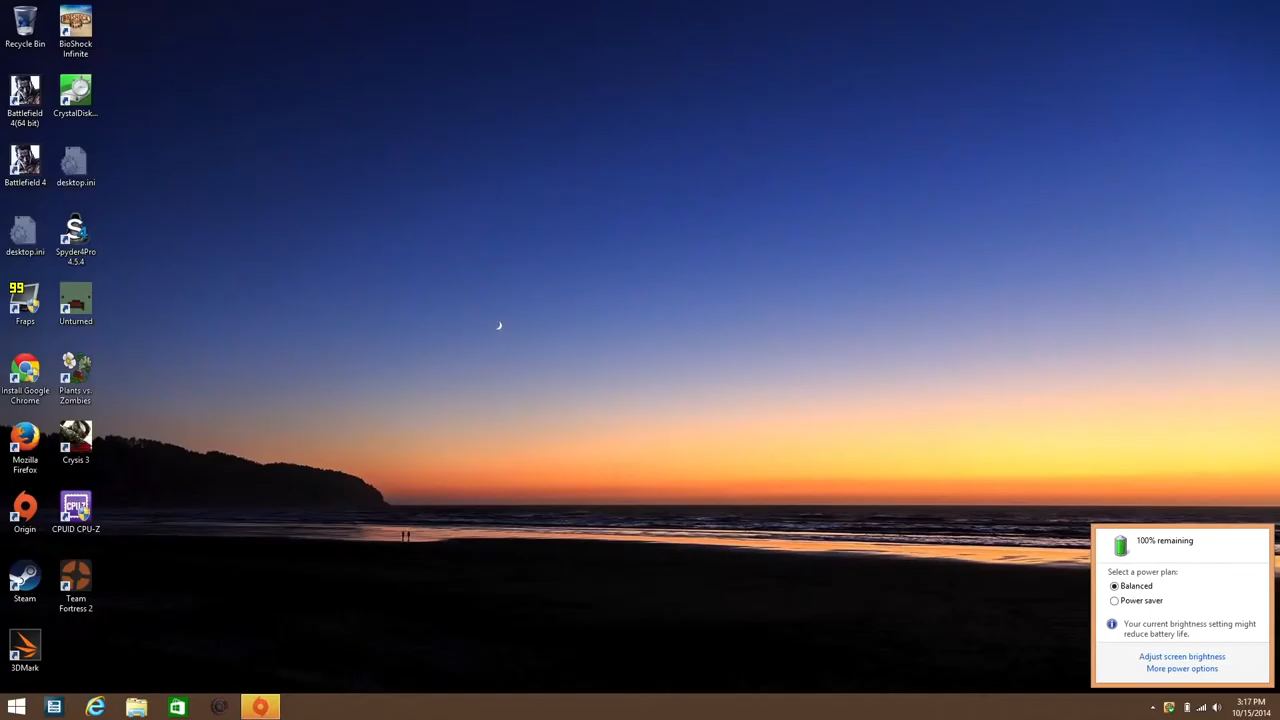 Recycle Bin
BioShock
Infinite
Battlefield
4(64 bit)
CrystalDisk...
Battlefield 4
desktop.ini
desktop.ini
Spyder4Pro
4.5.4
99
Fraps
Unturned
Install Google
Chrome
Plants vs.
Zombies
Mozilla
Firefox
Crysis 3
Origin
CPU-Z
CPUID CPU-Z
Steam
Team
Fortress 2
3DMark
100% remaining
Select a power plan:
Balanced
Power saver
Your current brightness setting might
reduce battery life.
Adjust screen brightness
More power options
3:17 PM
10/15/2014